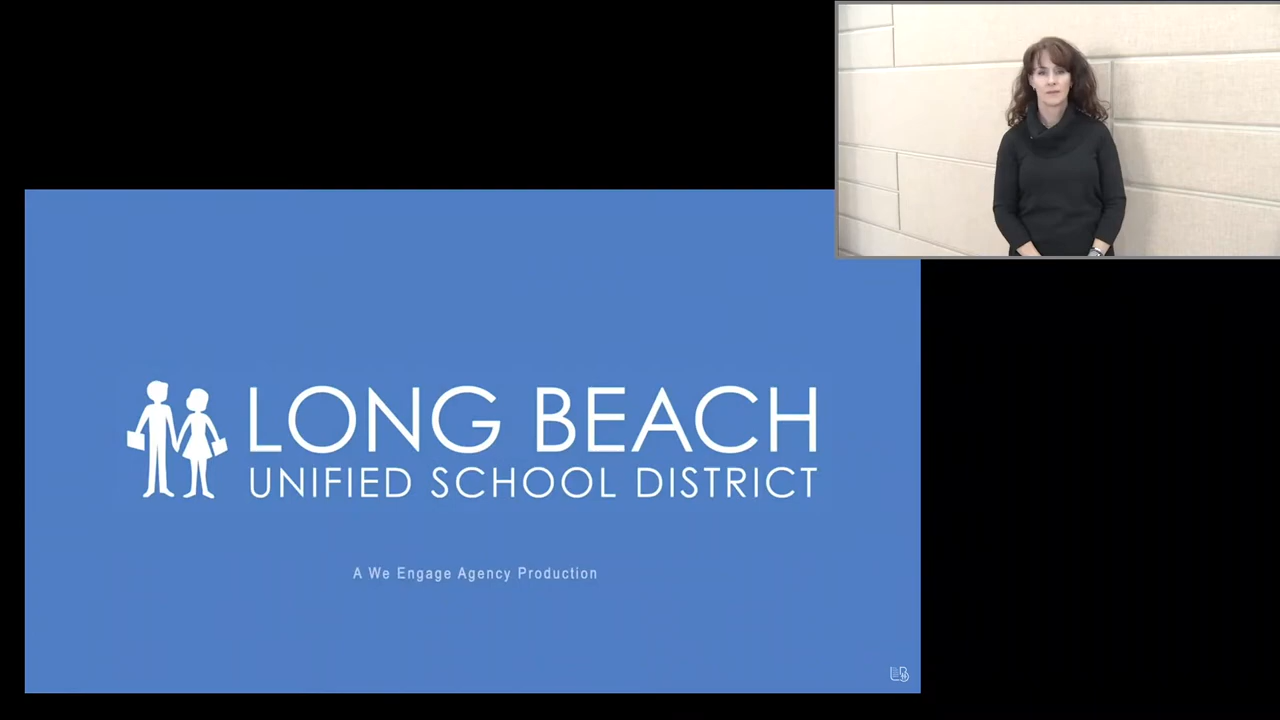 LONG BEACH
UNIFIED SCHOOL DISTRICT
A We Engage Agency Production